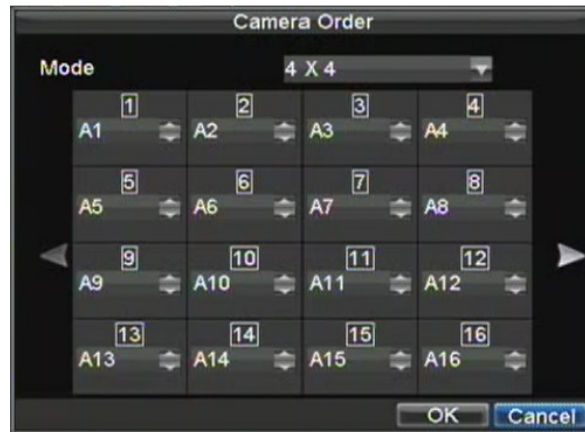 Camera Order
Mode 4 X 4
1 2 3 4
A1 A2 A3 A4
5 6 7 8
A5 A6 A7 A8
9 10 11 12
A9 A10 A11 A12
13 14 15 16
A13 A14 A15 A16
OK Cancel